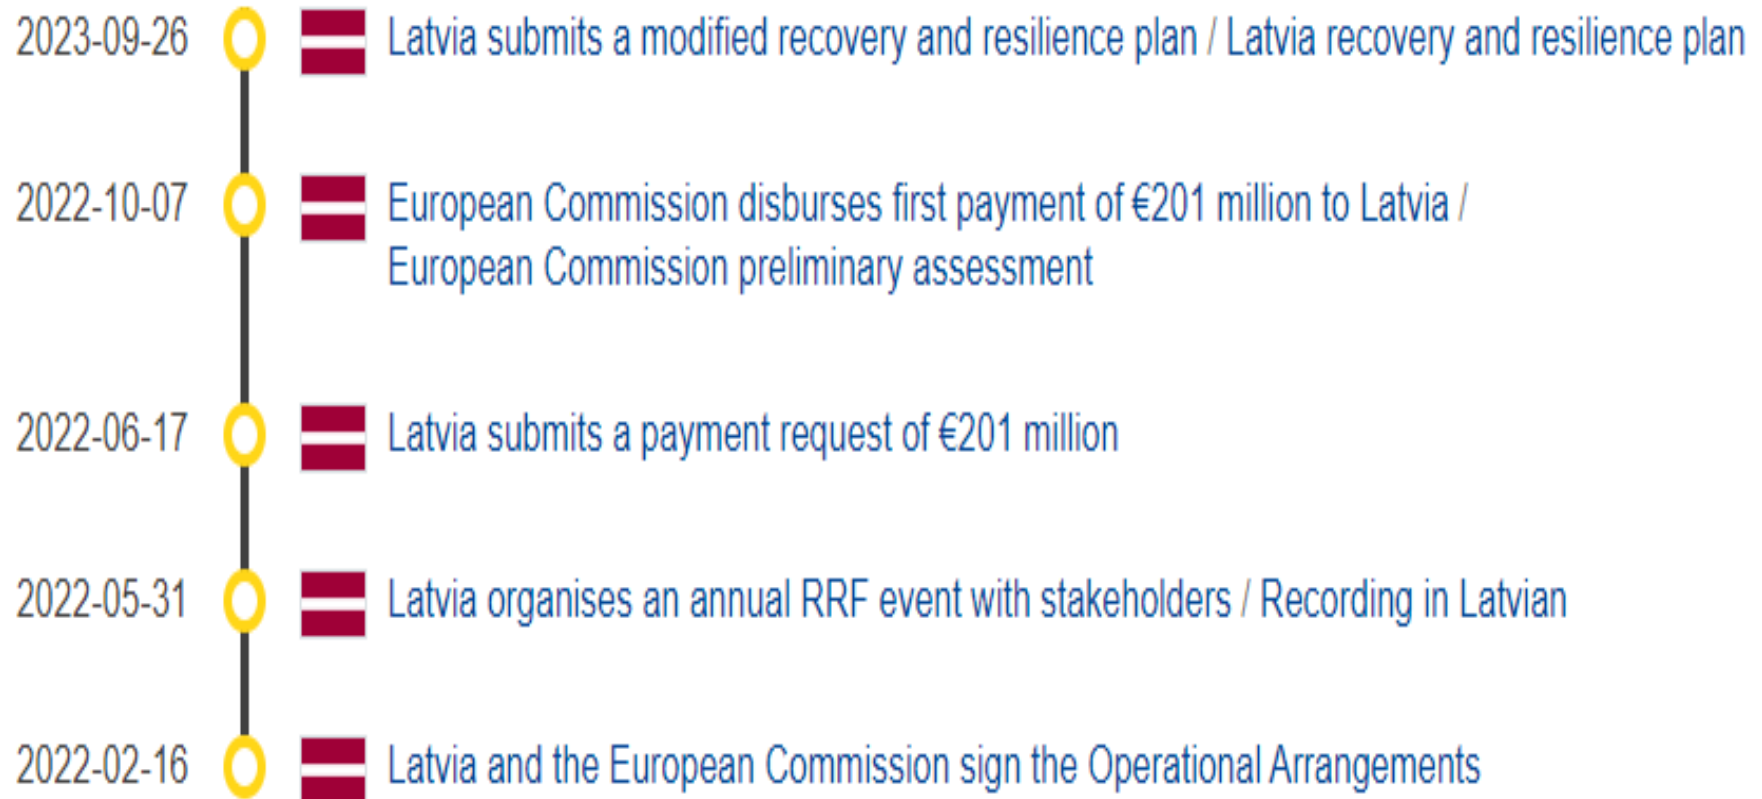 2023-09-26 Latvia submits a modified recovery and resilience plan / Latvia recovery and resilience plan
2022-10-07 European Commission disburses first payment of €201 million to Latvia /
European Commission preliminary assessment
2022-06-17 Latvia submits a payment request of €201 million
2022-05-31 Latvia organises an annual RRF event with stakeholders / Recording in Latvian
2022-02-16 Latvia and the European Commission sign the Operational Arrangements